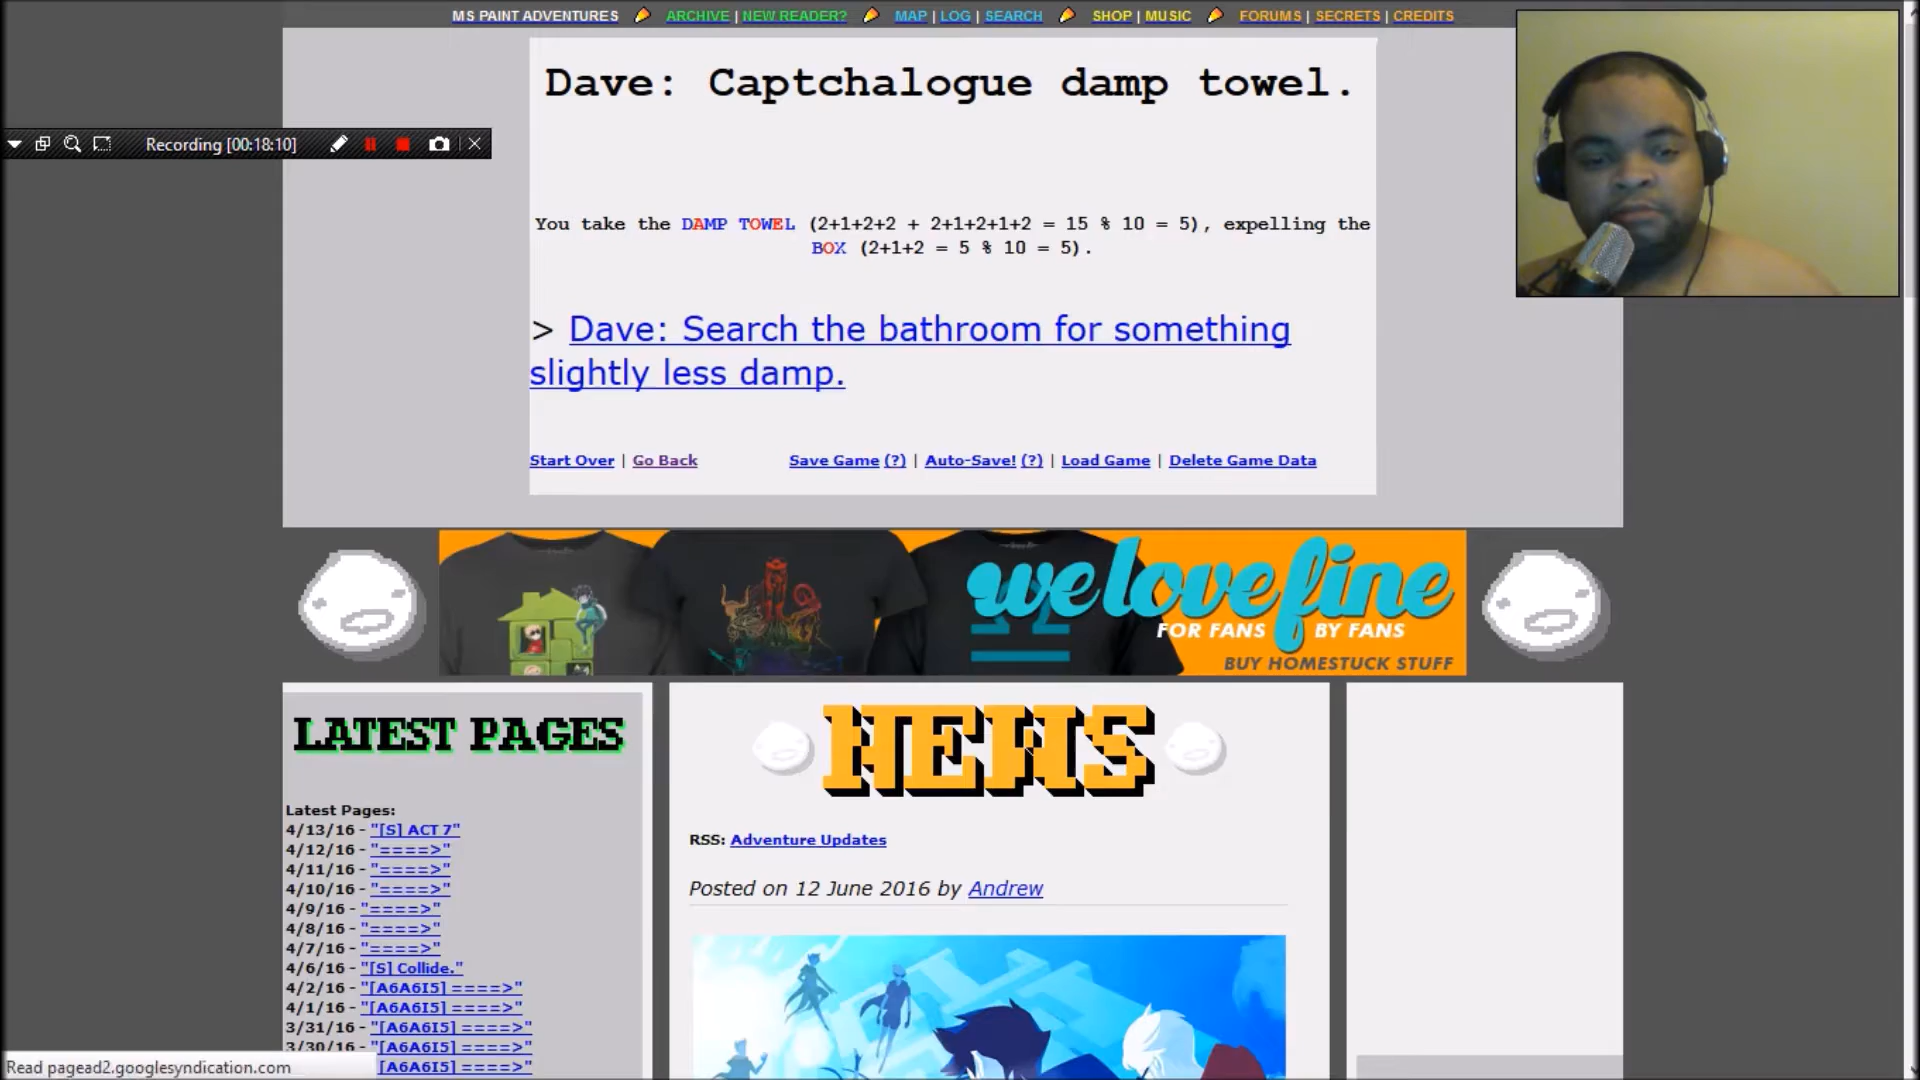 MS PAINT ADVENTURES ARCHIVE | NEW READER? MAP | LOG | SEARCH SHOP | MUSIC FORUMS | SECRETS | CREDITS
Dave: Captchalogue damp towel.
Recording [00:18:10]
You take the DAMP TOWEL (2+1+2+2 + 2+1+2+1+2 = 15 % 10 = 5), expelling the
BOX (2+1+2 = 5 % 10 = 5).
> Dave: Search the bathroom for something
slightly less damp.
Start Over | Go Back Save Game (?) | Auto-Save! (?) | Load Game | Delete Game Data
welovefine
FOR FANS BY FANS
BUY HOMESTUCK STUFF
LATEST PAGES
Latest Pages:
4/13/16 - "[S] ACT 7"
4/12/16 - "====>"
4/11/16 - "====>"
4/10/16 - "====>"
4/9/16 - "====>"
4/8/16 - "====>"
4/7/16 - "====>"
4/6/16 - "[S] Collide."
4/2/16 - "[A6A6I5] ====>"
4/1/16 - "[A6A6I5] ====>"
3/31/16 - "[A6A6I5] ====>"
3/30/16 - "[A6A6I5] ====>"
[A6A6I5] ====>"
NEWS
RSS: Adventure Updates
Posted on 12 June 2016 by Andrew
Read pagead2.googlesyndication.com